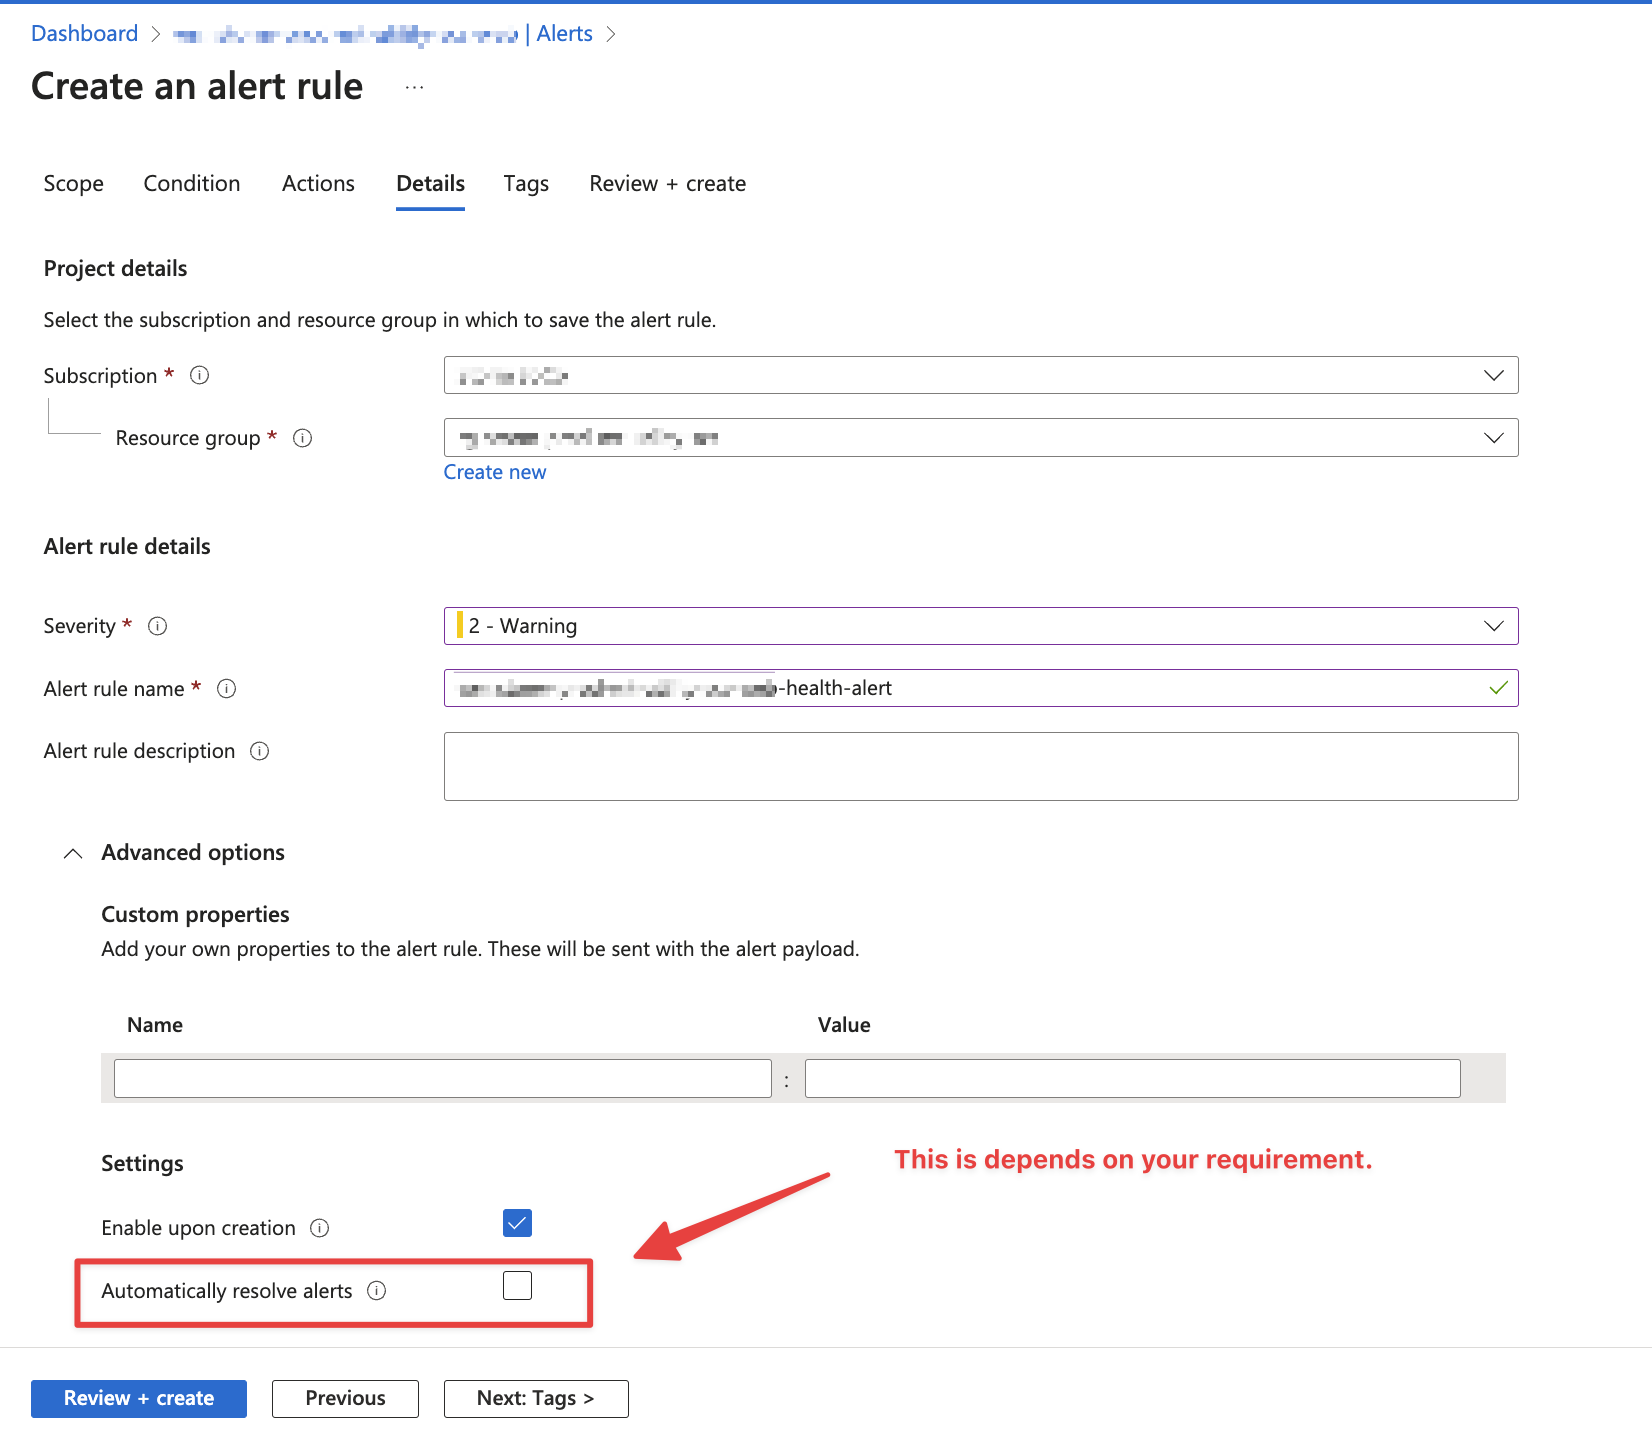 Dashboard > | Alerts >
Create an alert rule ...
Scope Condition Actions Details Tags Review + create
Project details
Select the subscription and resource group in which to save the alert rule.
Subscription *
Resource group *
Create new
Alert rule details
Severity * 2 - Warning
Alert rule name * -health-alert
Alert rule description
Advanced options
Custom properties
Add your own properties to the alert rule. These will be sent with the alert payload.
Name Value
:
Settings
This is depends on your requirement.
Enable upon creation
Automatically resolve alerts
Review + create Previous Next: Tags >